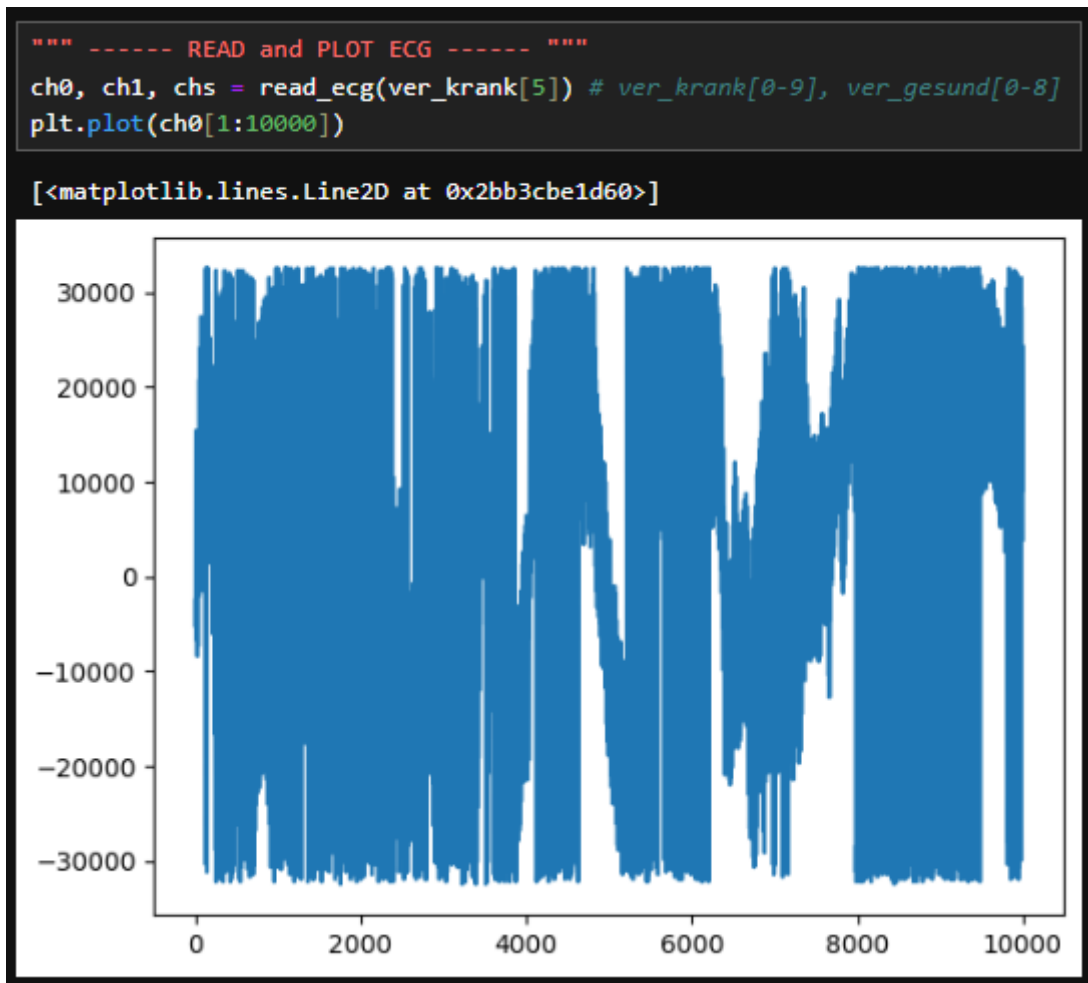 """ ------ READ and PLOT ECG ------ """
ch0, ch1, chs = read_ecg(ver_krank[5]) # ver_krank[0-9], ver_gesund[0-8]
plt.plot(ch0[1:10000])
[<matplotlib.lines.Line2D at 0x2bb3cbe1d60>]
30000
20000
10000
0
−10000
−20000
−30000
0 2000 4000 6000 8000 10000